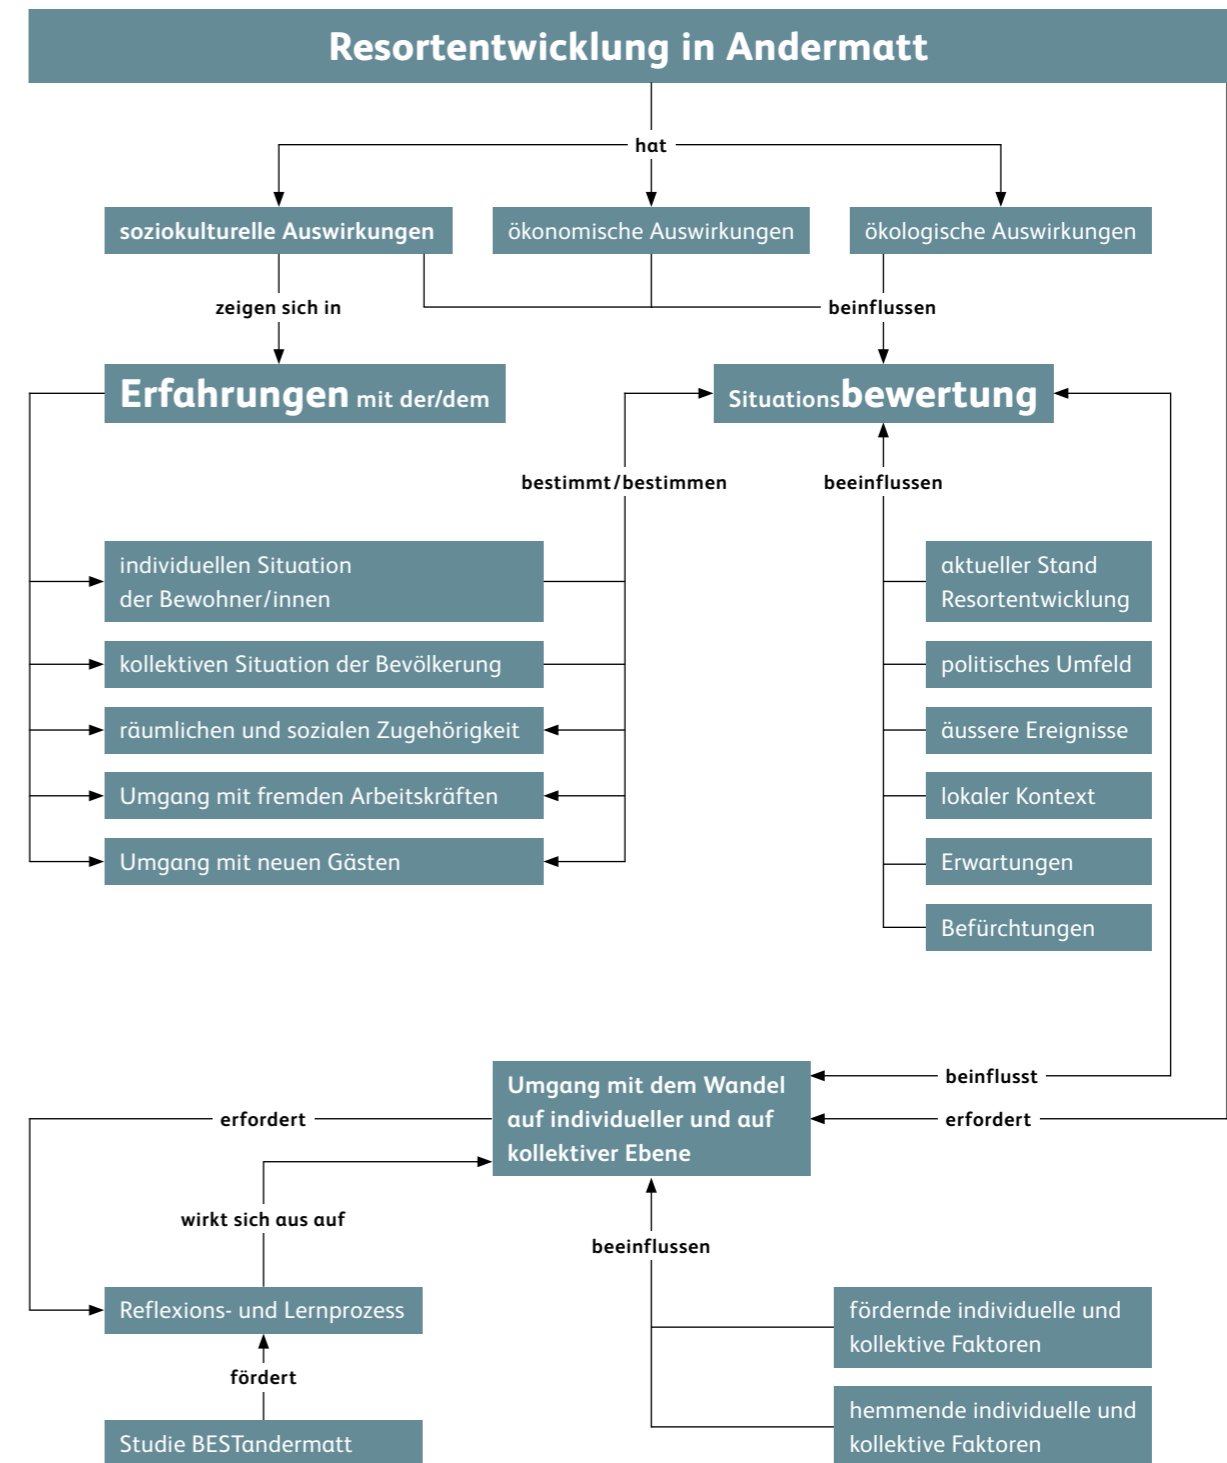 Resortentwicklung in Andermatt
hat
soziokulturelle Auswirkungen
ökonomische Auswirkungen
ökologische Auswirkungen
zeigen sich in
beinflussen
Erfahrungen mit der/dem
Situationsbewertung
bestimmt/bestimmen
beeinflussen
individuellen Situation
der Bewohner/innen
kollektiven Situation der Bevölkerung
räumlichen und sozialen Zugehörigkeit
Umgang mit fremden Arbeitskräften
Umgang mit neuen Gästen
aktueller Stand
Resortentwicklung
politisches Umfeld
äussere Ereignisse
lokaler Kontext
Erwartungen
Befürchtungen
Umgang mit dem Wandel
auf individueller und auf
kollektiver Ebene
beinflusst
erfordert
erfordert
wirkt sich aus auf
beeinflussen
Reflexions- und Lernprozess
fördert
Studie BESTandermatt
fördernde individuelle und
kollektive Faktoren
hemmende individuelle und
kollektive Faktoren